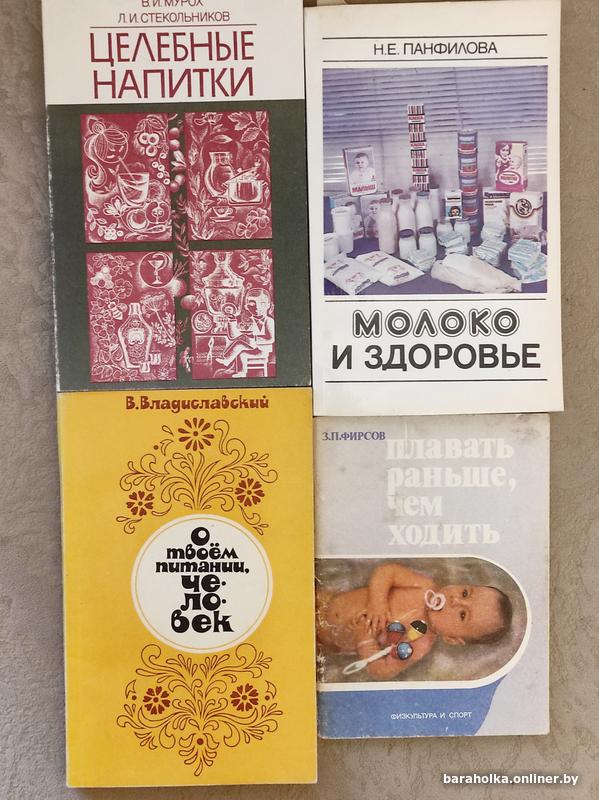 В.И. МУРОХ
Л.И. СТЕКОЛЬНИКОВ
ЦЕЛЕБНЫЕ
НАПИТКИ
Н.Е. ПАНФИЛОВА
МАЛЫШ
МОЛОКО
И ЗДОРОВЬЕ
В.Владиславский
О
твоём
питании,
че-
ло-
век
З.П.ФИРСОВ
плавать
раньше,
чем
ходить
ФИЗКУЛЬТУРА И СПОРТ
baraholka.onliner.by